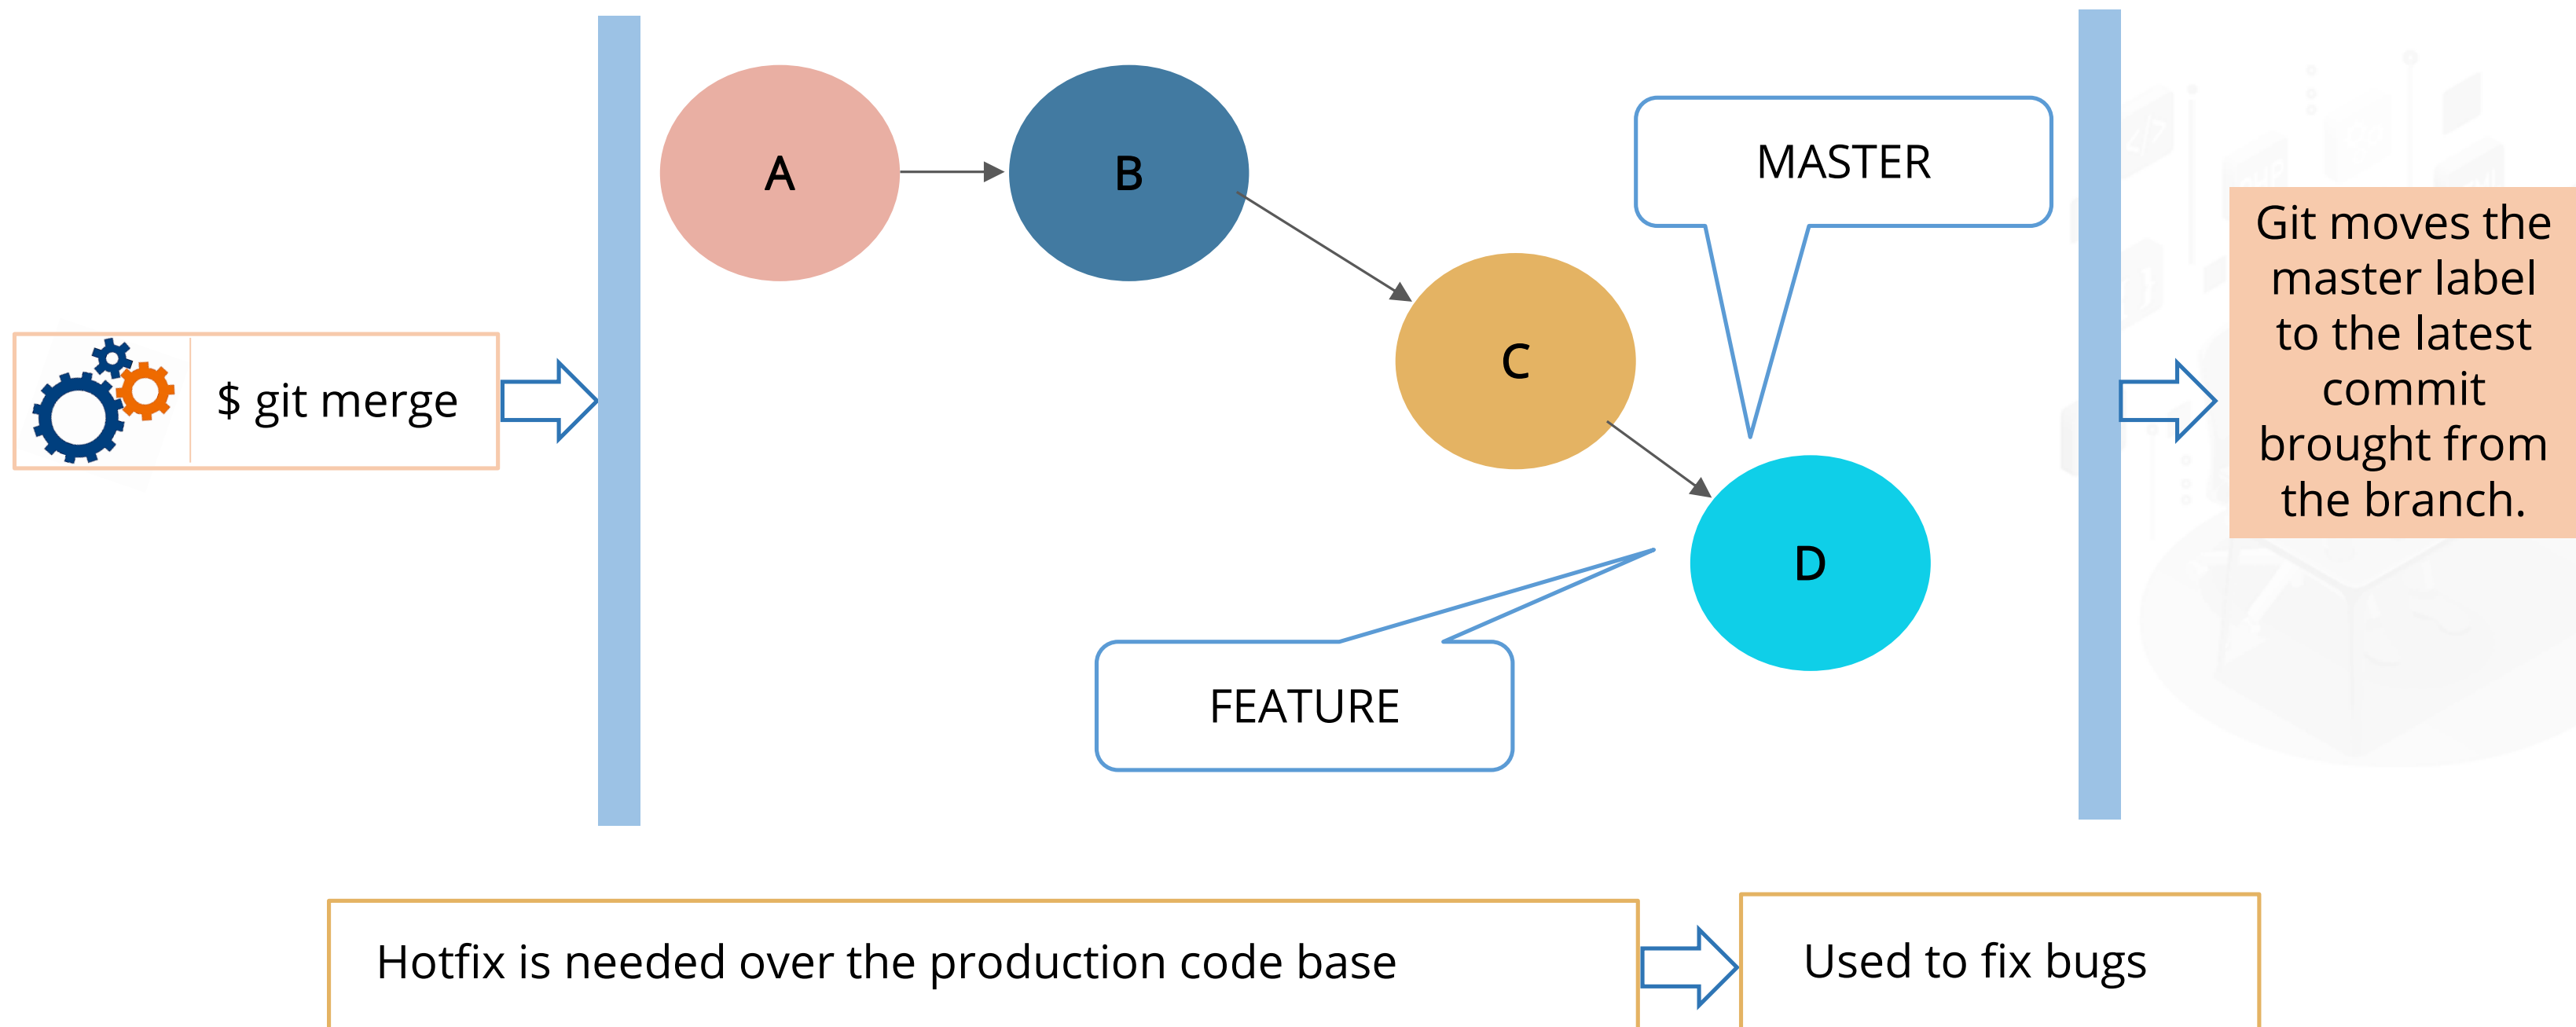 A
B
MASTER
Git moves the
master label
to the latest
commit
brought from
the branch.
$ git merge
C
D
FEATURE
Hotfix is needed over the production code base
Used to fix bugs